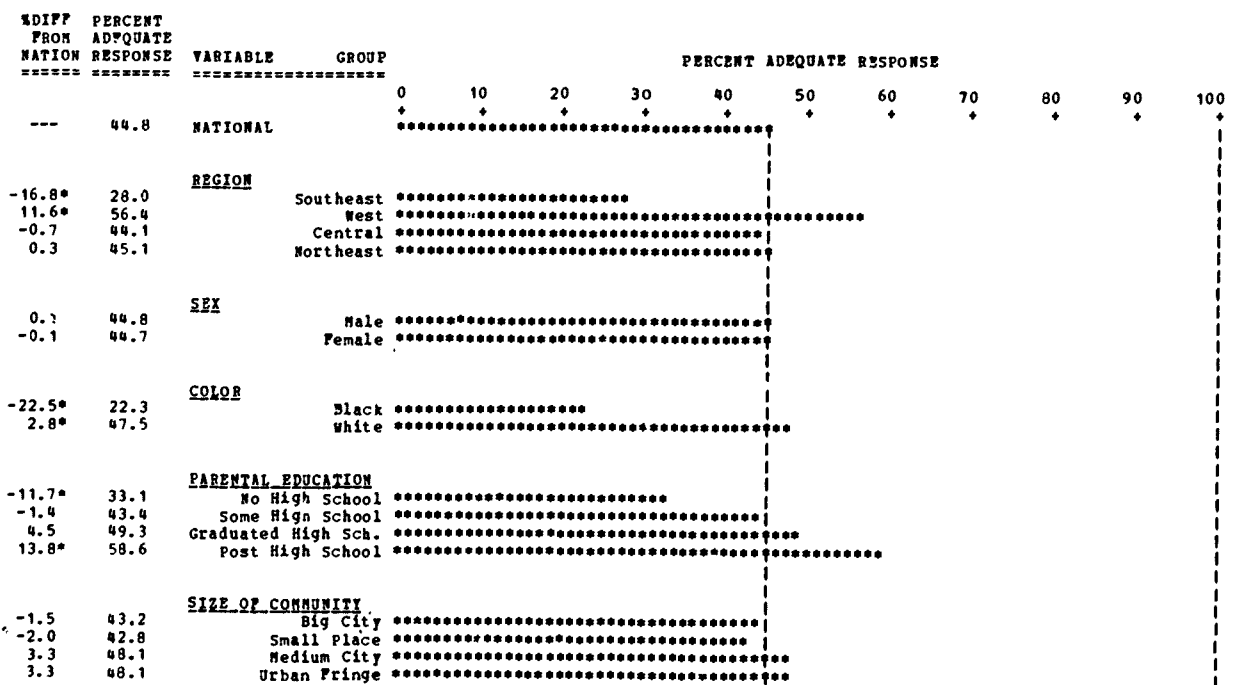 %DIFF PERCENT
FROM ADEQUATE
NATION RESPONSE VARIABLE GROUP PERCENT ADEQUATE RESPONSE
====== ======== ===================
0 10 20 30 40 50 60 70 80 90 100
--- 44.8 NATIONAL
REGION
-16.8* 28.0 Southeast
11.6* 56.4 West
-0.7 44.1 Central
0.3 45.1 Northeast
SEX
44.8 Male
-0.1 44.7 Female
COLOR
-22.5* 22.3 Black
2.8* 47.5 White
PARENTAL EDUCATION
-11.7* 33.1 No High School
-1.4 43.4 Some High School
4.5 49.3 Graduated High Sch.
13.8* 58.6 Post High School
SIZE OF COMMUNITY
-1.5 43.2 Big City
-2.0 42.8 Small Place
3.3 48.1 Medium City
3.3 48.1 Urban Fringe